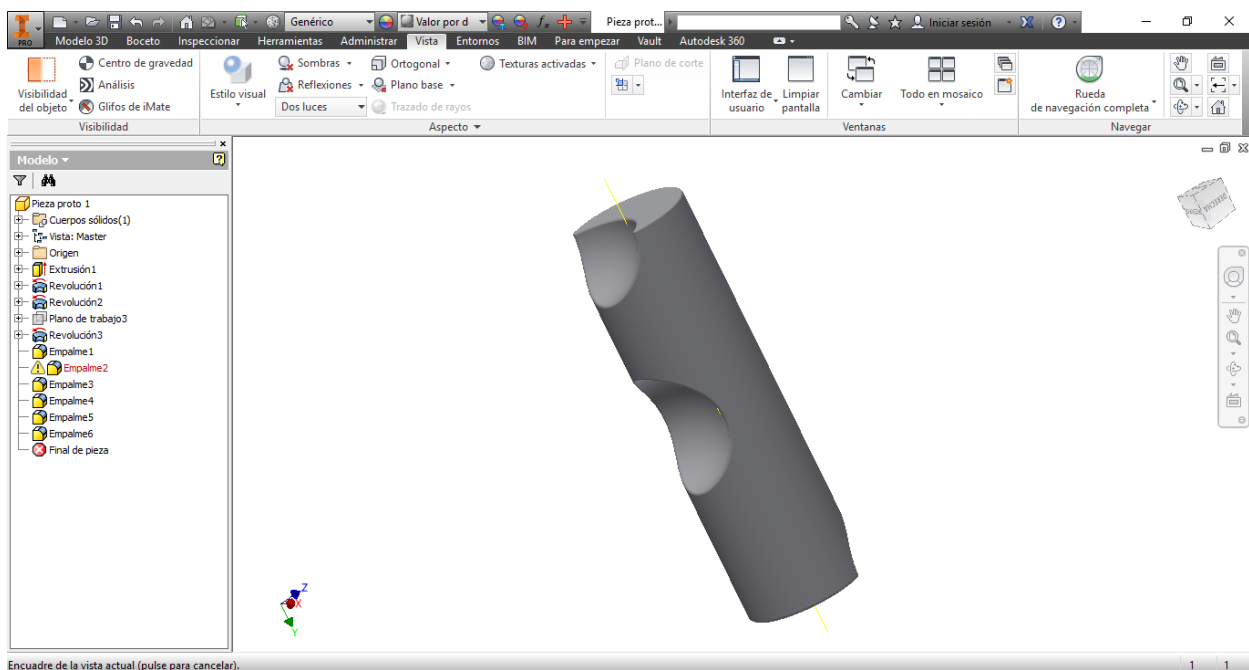 PRO
Genérico
Valor por d
Pieza prot...
Iniciar sesión
Modelo 3D Boceto Inspeccionar Herramientas Administrar Vista Entornos BIM Para empezar Vault Autodesk 360
Visibilidad
del objeto
Centro de gravedad
Análisis
Glifos de iMate
Visibilidad
Estilo visual
Sombras
Reflexiones
Dos luces
Ortogonal
Plano base
Trazado de rayos
Texturas activadas
Aspecto
Plano de corte
Interfaz de
usuario
Limpiar
pantalla
Cambiar
Todo en mosaico
Ventanas
Rueda
de navegación completa
Navegar
Modelo
Pieza proto 1
Cuerpos sólidos(1)
Vista: Master
Origen
Extrusión1
Revolución1
Revolución2
Plano de trabajo3
Revolución3
Empalme1
Empalme2
Empalme3
Empalme4
Empalme5
Empalme6
Final de pieza
DERECHA
Z
X
Y
Encuadre de la vista actual (pulse para cancelar).
1 1